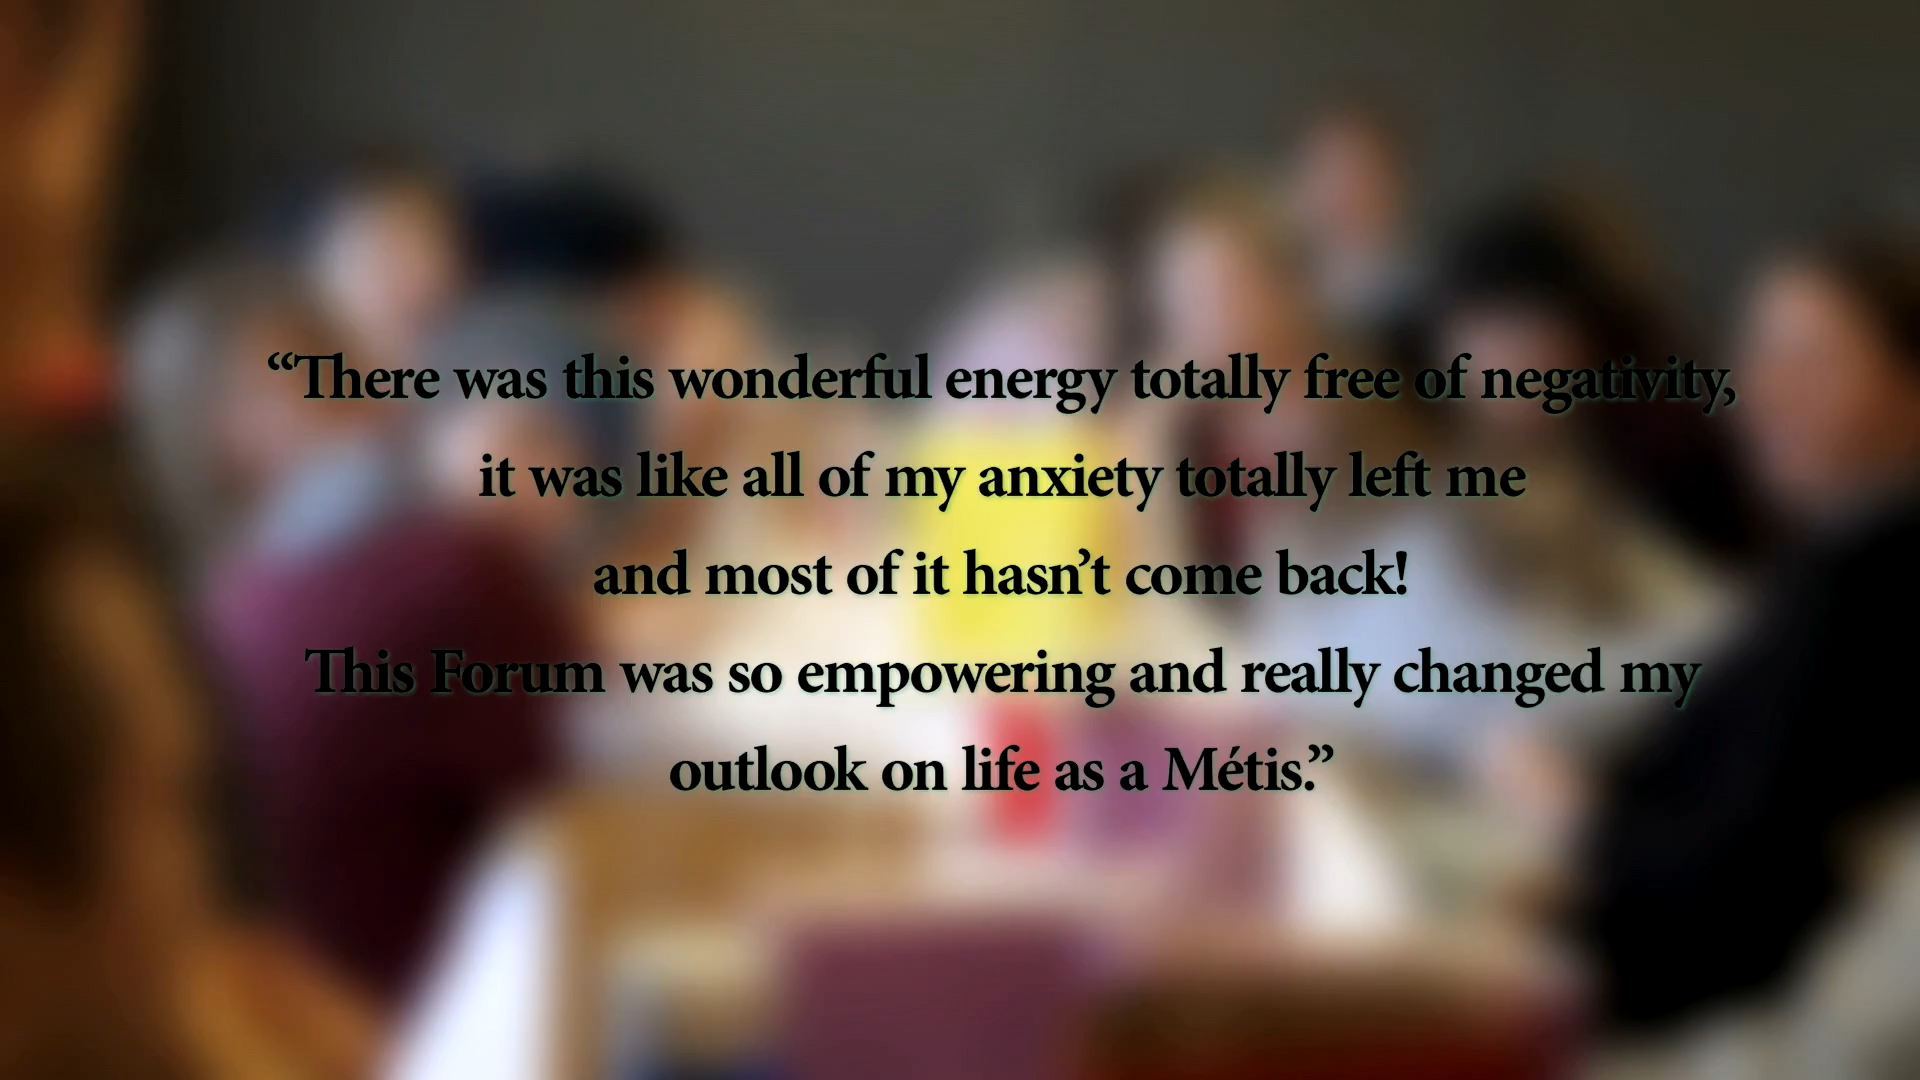 “There was this wonderful energy totally free of negativity,
it was like all of my anxiety totally left me
and most of it hasn’t come back!
This Forum was so empowering and really changed my
outlook on life as a Métis.”